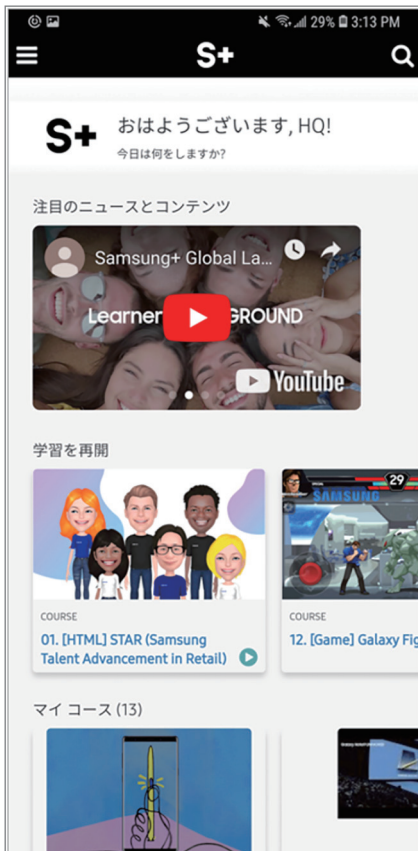 29% 3:13 PM
S+
S+
おはようございます, HQ!
今日は何をしますか?
注目のニュースとコンテンツ
Samsung+ Global La...
Learner GROUND
YouTube
学習を再開
29
SAMSUNG
COURSE
01. [HTML] STAR (Samsung
Talent Advancement in Retail)
COURSE
12. [Game] Galaxy Fig
マイ コース (13)